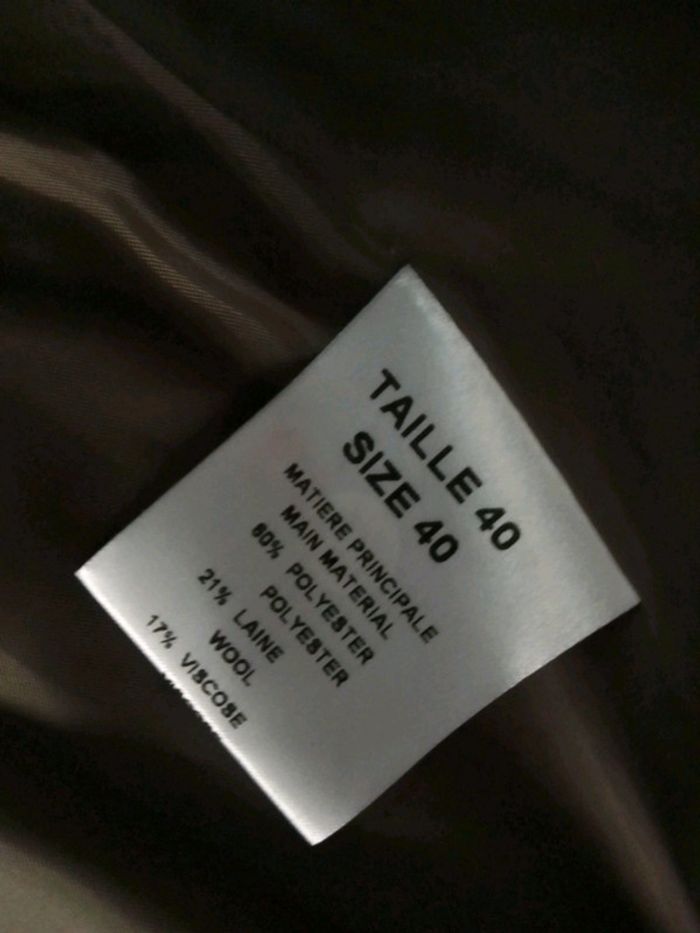 TAILLE 40
SIZE 40
MATIERE PRINCIPALE
MAIN MATERIAL
60% POLYESTER
POLYESTER
21% LAINE
WOOL
17% VISCOSE